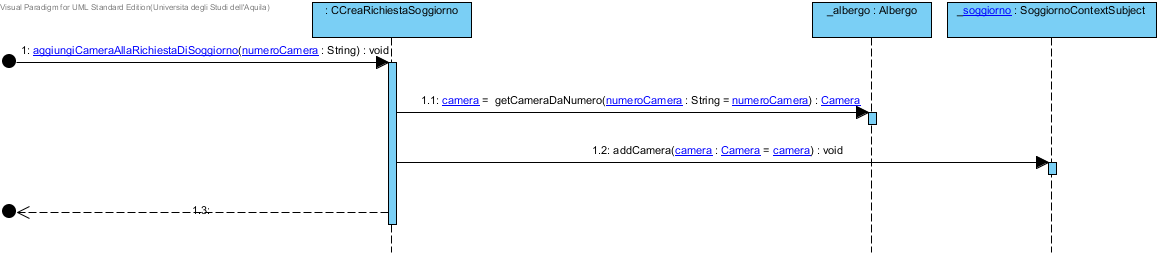 Visual Paradigm for UML Standard Edition(Universita degli Studi dell'Aquila)
: CCreaRichiestaSoggiorno
_albergo : Albergo
_soggiorno : SoggiornoContextSubject
1: aggiungiCameraAllaRichiestaDiSoggiorno(numeroCamera : String) : void
1.1: camera = getCameraDaNumero(numeroCamera : String = numeroCamera) : Camera
1.2: addCamera(camera : Camera = camera) : void
1.3: